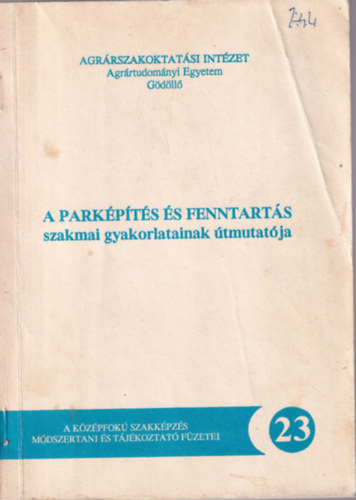 AGRÁRSZAKOKTATÁSI INTÉZET
Agrártudományi Egyetem
Gödöllő
A PARKÉPÍTÉS ÉS FENNTARTÁS
szakmai gyakorlatainak útmutatója
A KÖZÉPFOKÚ SZAKKÉPZÉS
MÓDSZERTANI ÉS TÁJÉKOZTATÓ FÜZETEI
23